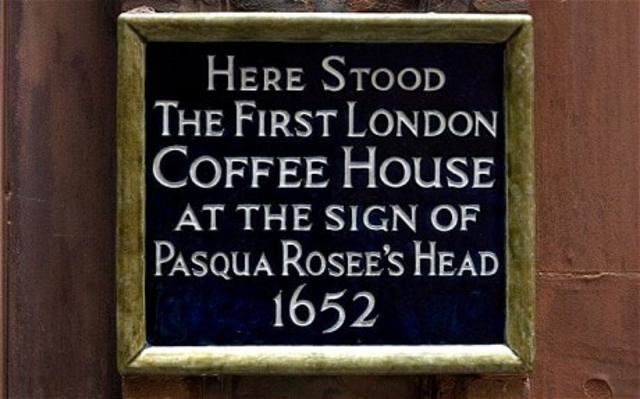 Here Stood
The First London
Coffee House
at the sign of
Pasqua Rosee's Head
1652